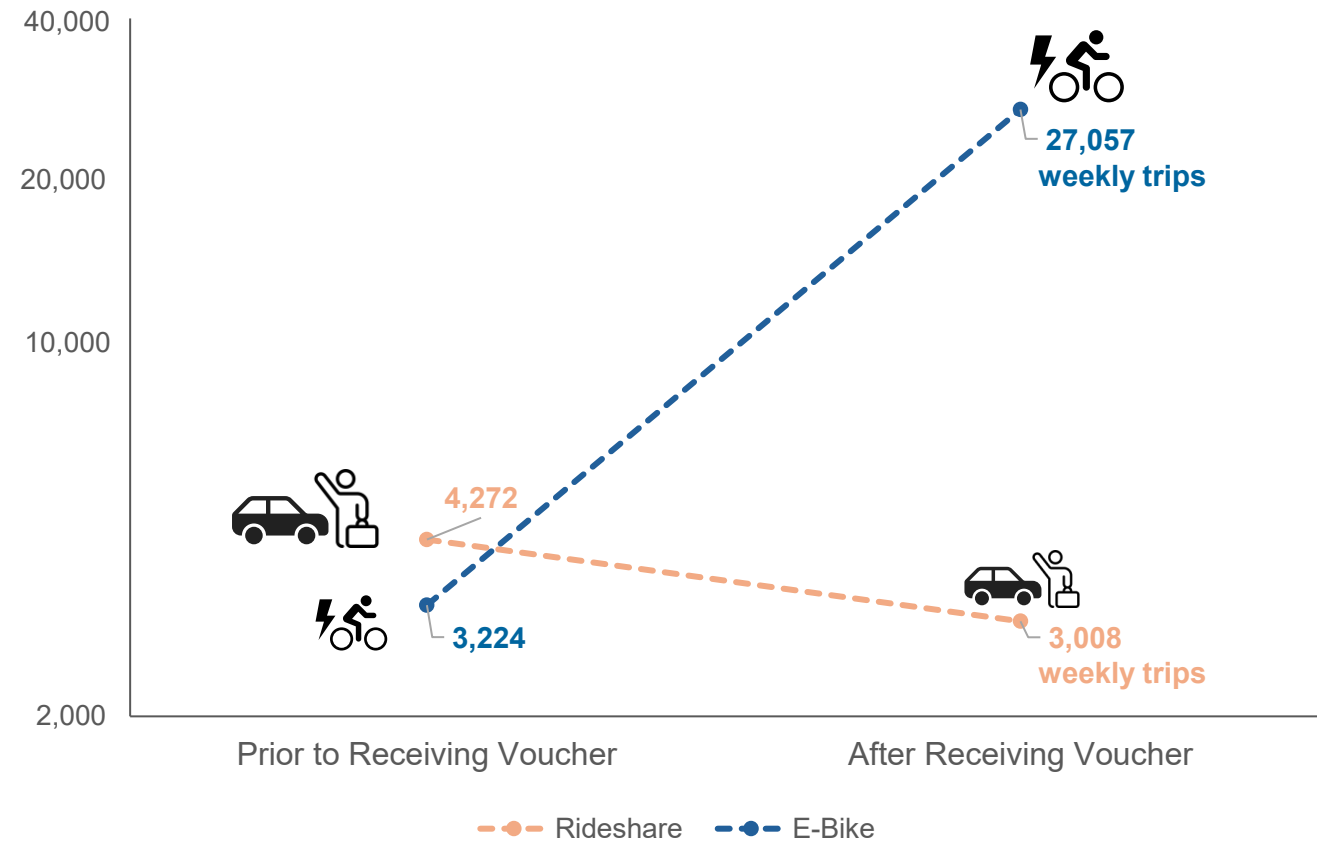 40,000
27,057
weekly trips
20,000
10,000
4,272
3,224
3,008
weekly trips
2,000
Prior to Receiving Voucher
After Receiving Voucher
Rideshare
E-Bike